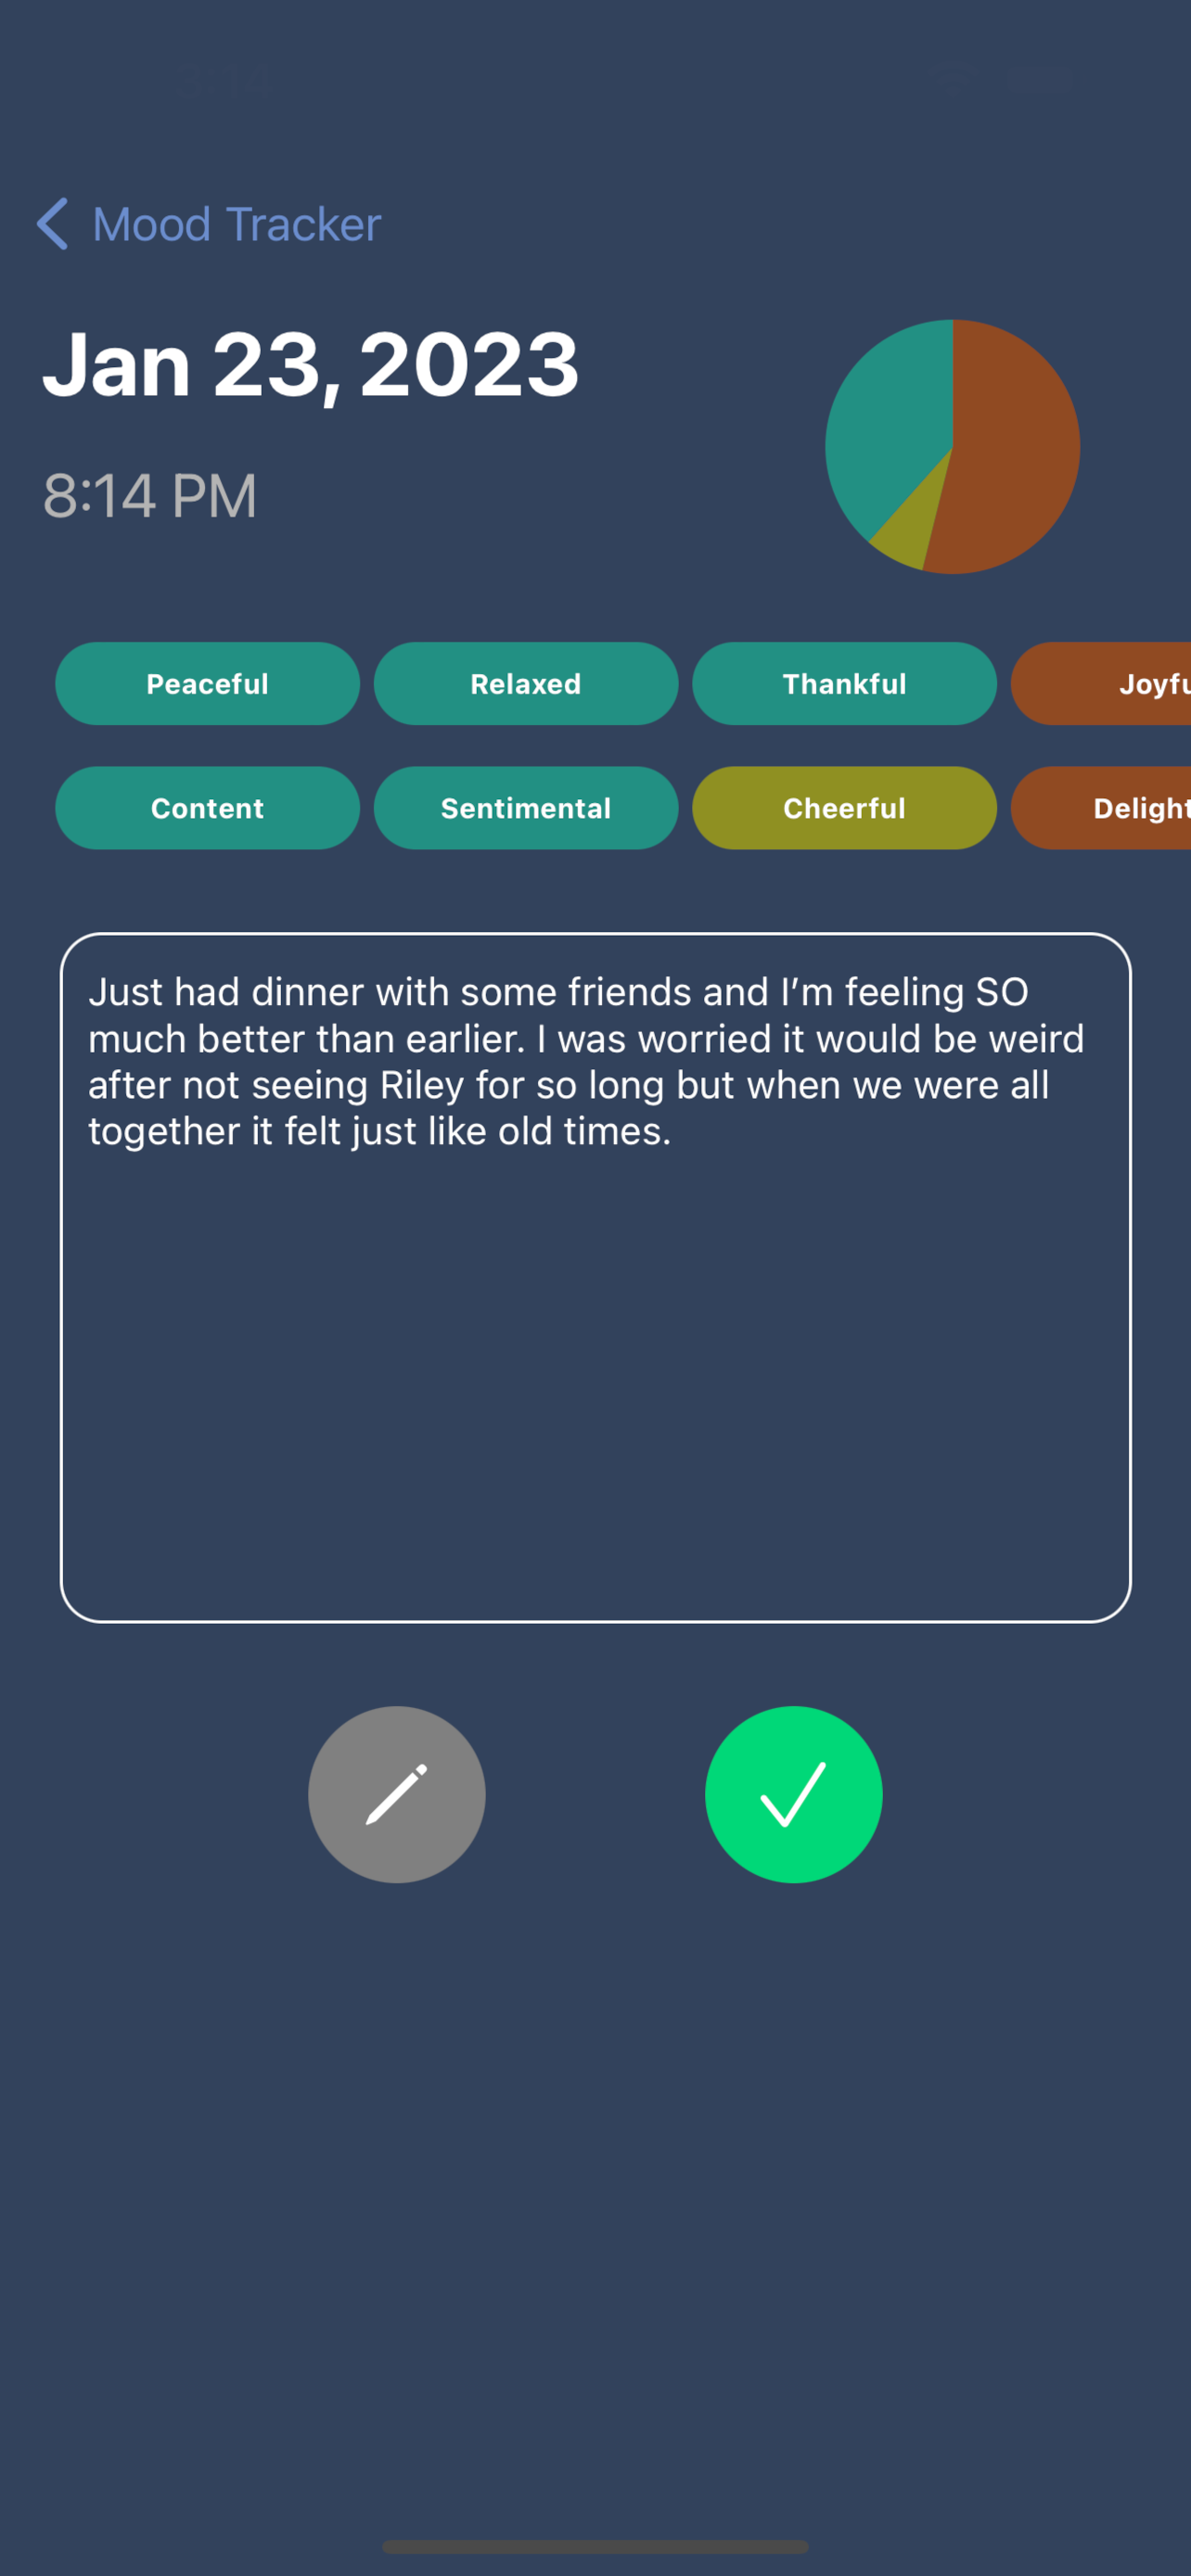 Mood Tracker
Jan 23, 2023
8:14 PM
Peaceful Relaxed Thankful Joyfu
Content Sentimental Cheerful Delight
Just had dinner with some friends and I’m feeling SO
much better than earlier. I was worried it would be weird
after not seeing Riley for so long but when we were all
together it felt just like old times.